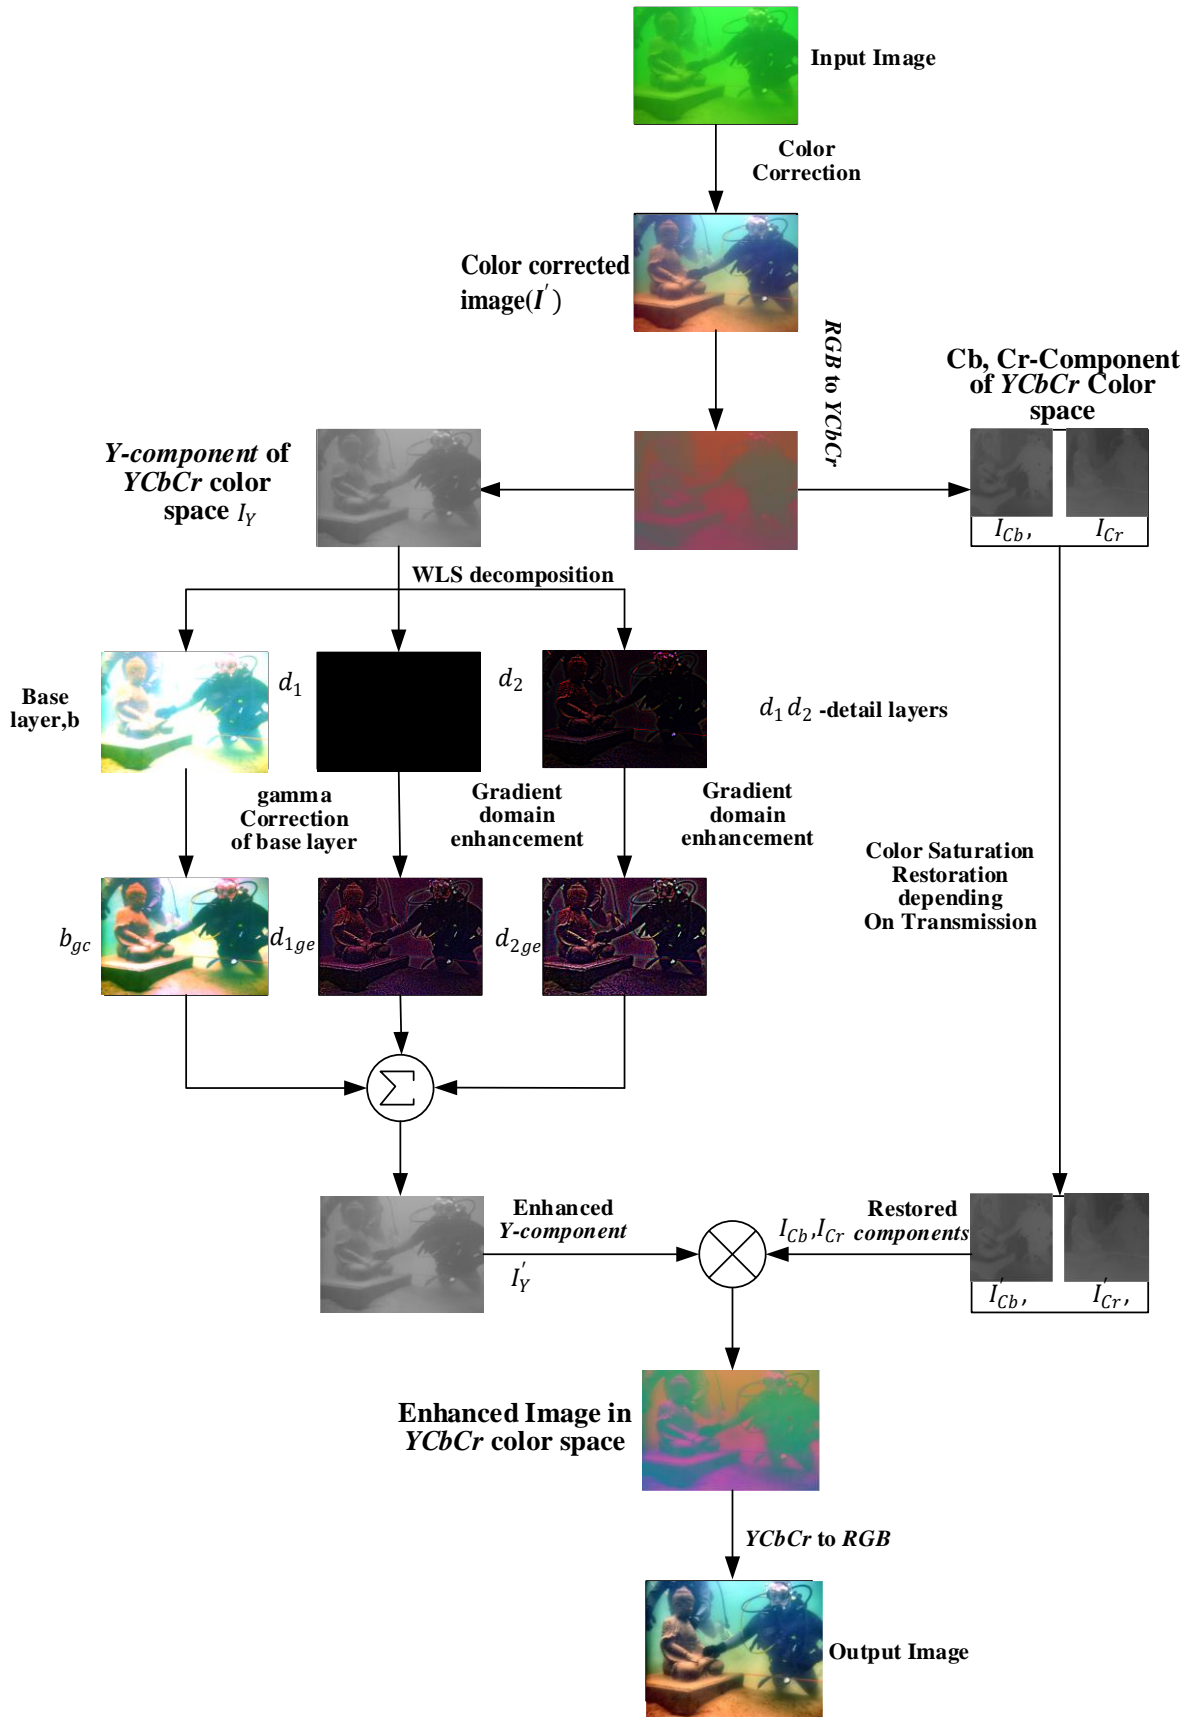 Input Image
Color
Correction
Color corrected
image(I')
RGB to YCbCr
Cb, Cr-Component
of YCbCr Color
space
Y-component of
YCbCr color
space I_Y
I_Cb,
I_Cr
WLS decomposition
Base
layer,b
d_1
d_2
d_1 d_2 -detail layers
gamma
Correction
of base layer
Gradient
domain
enhancement
Gradient
domain
enhancement
Color Saturation
Restoration
depending
On Transmission
b_gc
d_1ge
d_2ge
Σ
Enhanced
Y-component
I'_Y
Restored
I_Cb,I_Cr components
I'_Cb,
I'_Cr,
Enhanced Image in
YCbCr color space
YCbCr to RGB
Output Image